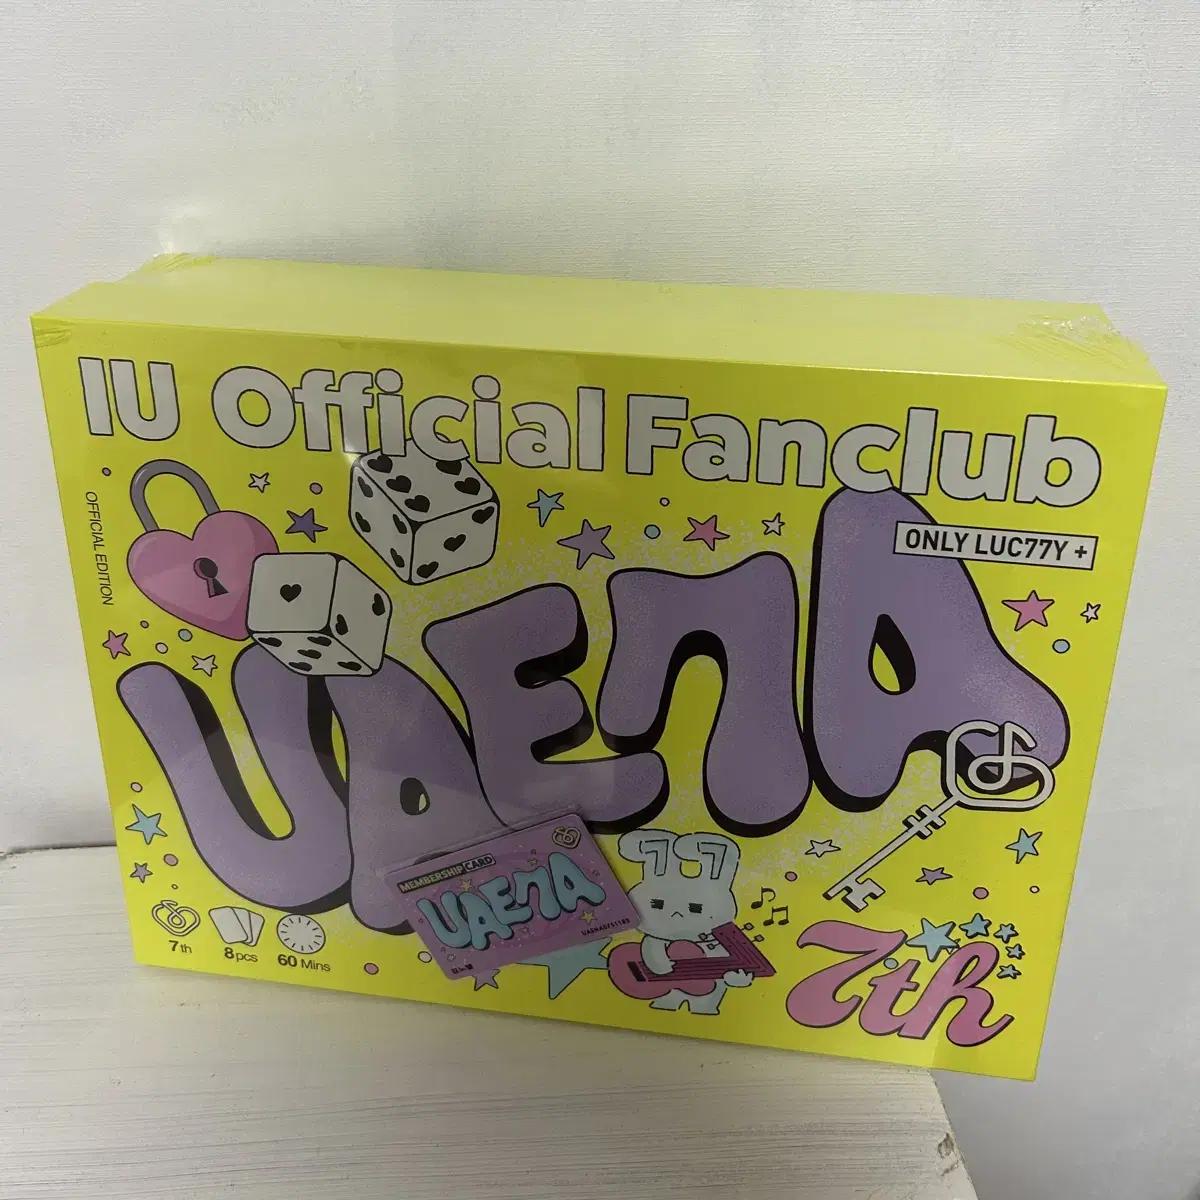 IU Official Fanclub
ONLY LUC77Y +
OFFICIAL EDITION
UAENA
MEMBERSHIP CARD
UAENA
7th
8pcs
60 Mins
77
7th